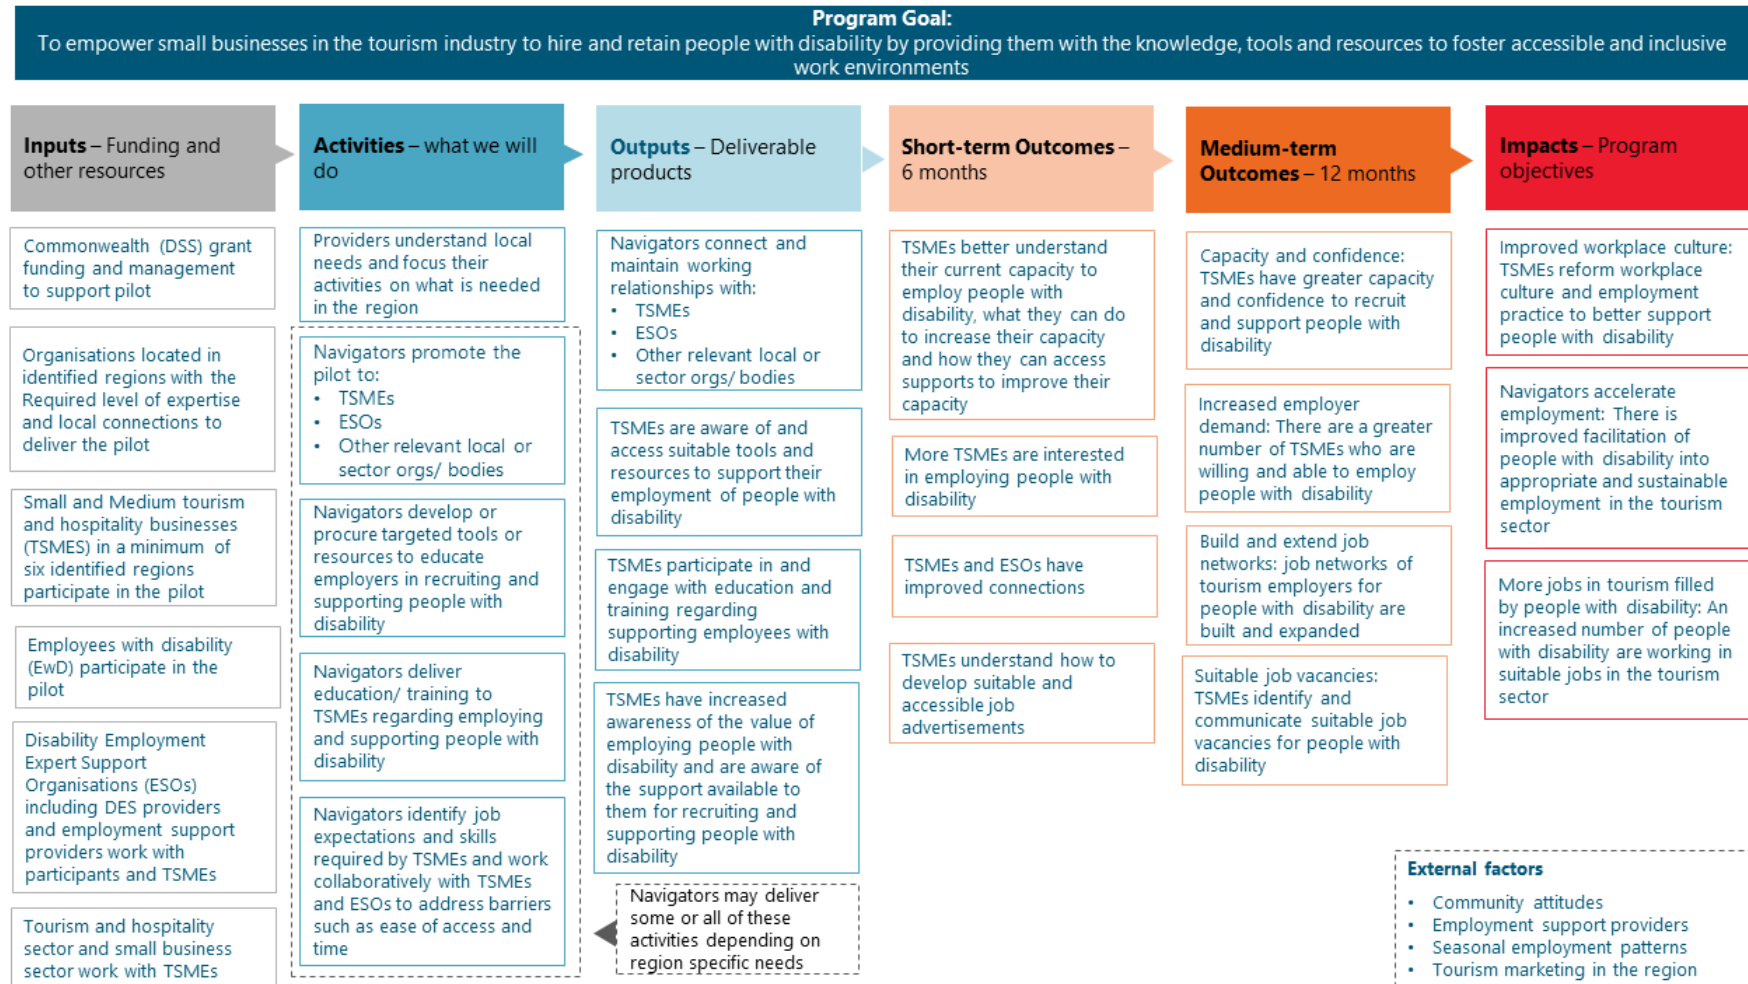 Program Goal:
To empower small businesses in the tourism industry to hire and retain people with disability by providing them with the knowledge, tools and resources to foster accessible and inclusive
work environments
Inputs – Funding and
other resources
Commonwealth (DSS) grant
funding and management
to support pilot
Organisations located in
identified regions with the
Required level of expertise
and local connections to
deliver the pilot
Small and Medium tourism
and hospitality businesses
(TSMES) in a minimum of
six identified regions
participate in the pilot
Employees with disability
(EwD) participate in the
pilot
Disability Employment
Expert Support
Organisations (ESOs)
including DES providers
and employment support
providers work with
participants and TSMEs
Tourism and hospitality
sector and small business
sector work with TSMEs
Activities – what we will
do
Providers understand local
needs and focus their
activities on what is needed
in the region
Navigators promote the
pilot to:
• TSMEs
• ESOs
• Other relevant local or
sector orgs/ bodies
Navigators develop or
procure targeted tools or
resources to educate
employers in recruiting and
supporting people with
disability
Navigators deliver
education/ training to
TSMEs regarding employing
and supporting people with
disability
Navigators identify job
expectations and skills
required by TSMEs and work
collaboratively with TSMEs
and ESOs to address barriers
such as ease of access and
time
Outputs – Deliverable
products
Navigators connect and
maintain working
relationships with:
• TSMEs
• ESOs
• Other relevant local or
sector orgs/ bodies
TSMEs are aware of and
access suitable tools and
resources to support their
employment of people with
disability
TSMEs participate in and
engage with education and
training regarding
supporting employees with
disability
TSMEs have increased
awareness of the value of
employing people with
disability and are aware of
the support available to
them for recruiting and
supporting people with
disability
Navigators may deliver
some or all of these
activities depending on
region specific needs
Short-term Outcomes –
6 months
TSMEs better understand
their current capacity to
employ people with
disability, what they can do
to increase their capacity
and how they can access
supports to improve their
capacity
More TSMEs are interested
in employing people with
disability
TSMEs and ESOs have
improved connections
TSMEs understand how to
develop suitable and
accessible job
advertisements
Medium-term
Outcomes – 12 months
Capacity and confidence:
TSMEs have greater capacity
and confidence to recruit
and support people with
disability
Increased employer
demand: There are a greater
number of TSMEs who are
willing and able to employ
people with disability
Build and extend job
networks: job networks of
tourism employers for
people with disability are
built and expanded
Suitable job vacancies:
TSMEs identify and
communicate suitable job
vacancies for people with
disability
Impacts – Program
objectives
Improved workplace culture:
TSMEs reform workplace
culture and employment
practice to better support
people with disability
Navigators accelerate
employment: There is
improved facilitation of
people with disability into
appropriate and sustainable
employment in the tourism
sector
More jobs in tourism filled
by people with disability: An
increased number of people
with disability are working in
suitable jobs in the tourism
sector
External factors
• Community attitudes
• Employment support providers
• Seasonal employment patterns
• Tourism marketing in the region